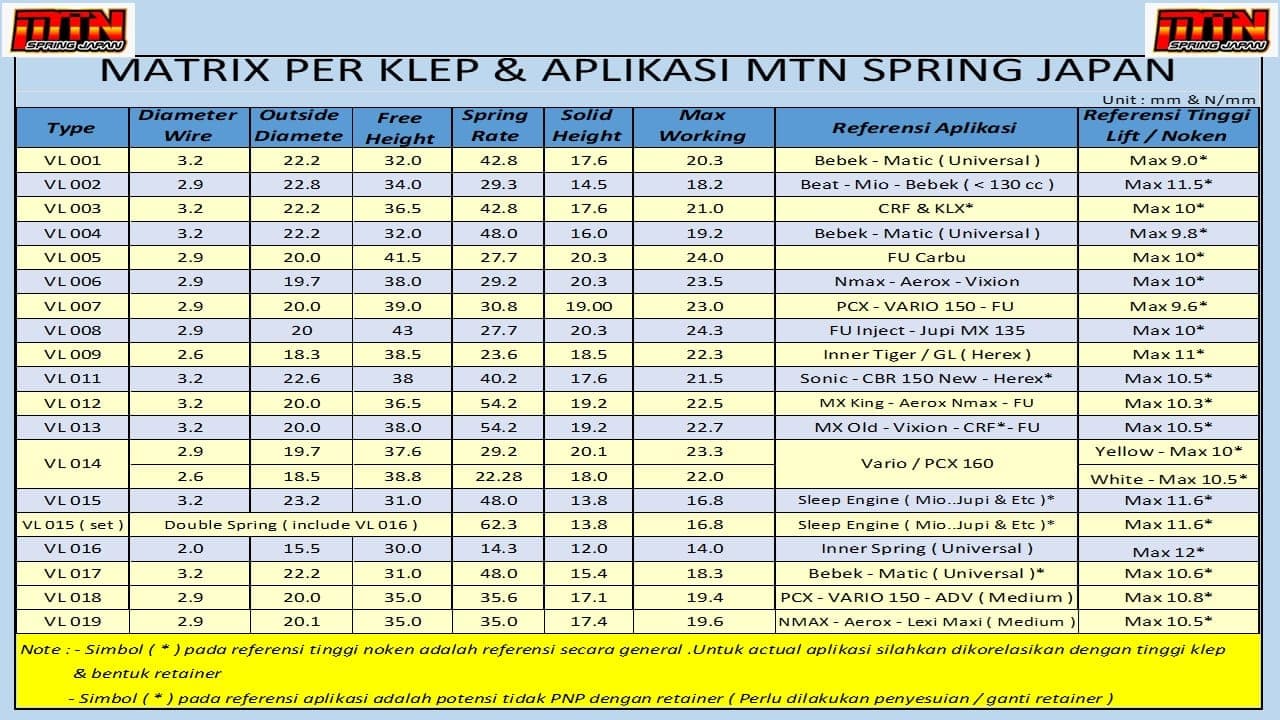 MTN
SPRING JAPAN
MTN
SPRING JAPAN
MATRIX PER KLEP & APLIKASI MTN SPRING JAPAN
Unit : mm & N/mm
Type Diameter Wire Outside Diamete Free Height Spring Rate Solid Height Max Working Referensi Aplikasi Referensi Tinggi Lift / Noken
VL 001 3.2 22.2 32.0 42.8 17.6 20.3 Bebek - Matic ( Universal ) Max 9.0*
VL 002 2.9 22.8 34.0 29.3 14.5 18.2 Beat - Mio - Bebek ( < 130 cc ) Max 11.5*
VL 003 3.2 22.2 36.5 42.8 17.6 21.0 CRF & KLX* Max 10*
VL 004 3.2 22.2 32.0 48.0 16.0 19.2 Bebek - Matic ( Universal ) Max 9.8*
VL 005 2.9 20.0 41.5 27.7 20.3 24.0 FU Carbu Max 10*
VL 006 2.9 19.7 38.0 29.2 20.3 23.5 Nmax - Aerox - Vixion Max 10*
VL 007 2.9 20.0 39.0 30.8 19.00 23.0 PCX - VARIO 150 - FU Max 9.6*
VL 008 2.9 20 43 27.7 20.3 24.3 FU Inject - Jupi MX 135 Max 10*
VL 009 2.6 18.3 38.5 23.6 18.5 22.3 Inner Tiger / GL ( Herex ) Max 11*
VL 011 3.2 22.6 38 40.2 17.6 21.5 Sonic - CBR 150 New - Herex* Max 10.5*
VL 012 3.2 20.0 36.5 54.2 19.2 22.5 MX King - Aerox Nmax - FU Max 10.3*
VL 013 3.2 20.0 38.0 54.2 19.2 22.7 MX Old - Vixion - CRF*- FU Max 10.5*
VL 014 2.9 19.7 37.6 29.2 20.1 23.3 Vario / PCX 160 Yellow - Max 10*
2.6 18.5 38.8 22.28 18.0 22.0 White - Max 10.5*
VL 015 3.2 23.2 31.0 48.0 13.8 16.8 Sleep Engine ( Mio..Jupi & Etc )* Max 11.6*
VL 015 ( set ) Double Spring ( include VL 016 ) 62.3 13.8 16.8 Sleep Engine ( Mio..Jupi & Etc )* Max 11.6*
VL 016 2.0 15.5 30.0 14.3 12.0 14.0 Inner Spring ( Universal ) Max 12*
VL 017 3.2 22.2 31.0 48.0 15.4 18.3 Bebek - Matic ( Universal )* Max 10.6*
VL 018 2.9 20.0 35.0 35.6 17.1 19.4 PCX - VARIO 150 - ADV ( Medium ) Max 10.8*
VL 019 2.9 20.1 35.0 35.0 17.4 19.6 NMAX - Aerox - Lexi Maxi ( Medium ) Max 10.5*
Note : - Simbol ( * ) pada referensi tinggi noken adalah referensi secara general .Untuk actual aplikasi silahkan dikorelasikan dengan tinggi klep
& bentuk retainer
- Simbol ( * ) pada referensi aplikasi adalah potensi tidak PNP dengan retainer ( Perlu dilakukan penyesuian / ganti retainer )